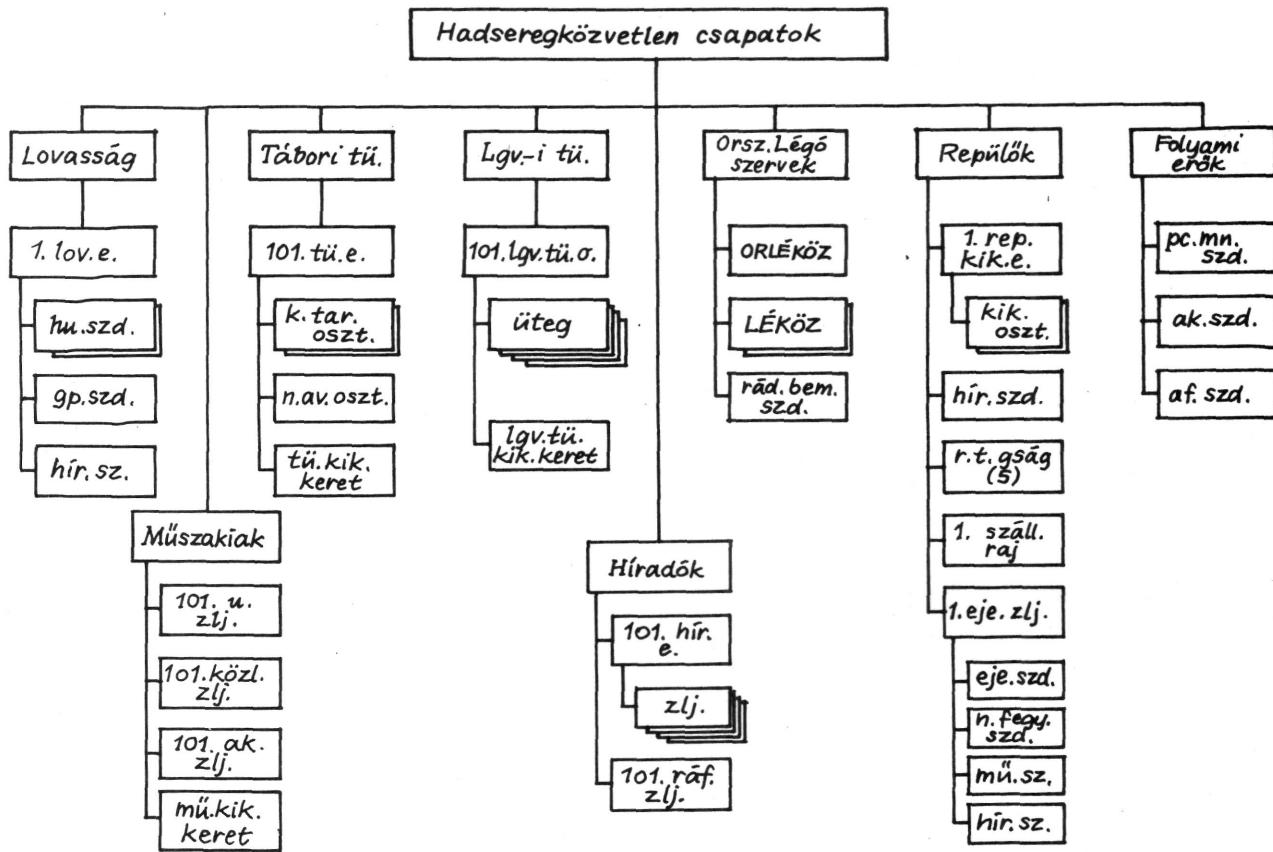 Hadseregközvetlen csapatok
Lovasság
1. lov.e.
hu.szd.
gp.szd.
hír.sz.
Műszakiak
101. u.
zlj.
101.közl.
zlj.
101. ak.
zlj.
mű.kik.
keret
Tábori tü.
101.tü.e.
k.tar.
oszt.
n.av.oszt.
tü.kik.
keret
Lgv.-i tü.
101.lgv.tü.o.
üteg
lgv.tü.
kik.keret
Híradók
101. hír.
e.
zlj.
101. ráf.
zlj.
Orsz.Légó
szervek
ORLÉKÖZ
LÉKÖZ
rád.bem.
szd.
Repülők
1. rep.
kik.e.
kik.
oszt.
hír.szd.
r.t.gság
(5)
1. száll.
raj
1.eje.zlj.
eje.szd.
n.fegy.
szd.
mű.sz.
hír.sz.
Folyami
erők
pc.mn.
szd.
ak.szd.
af.szd.